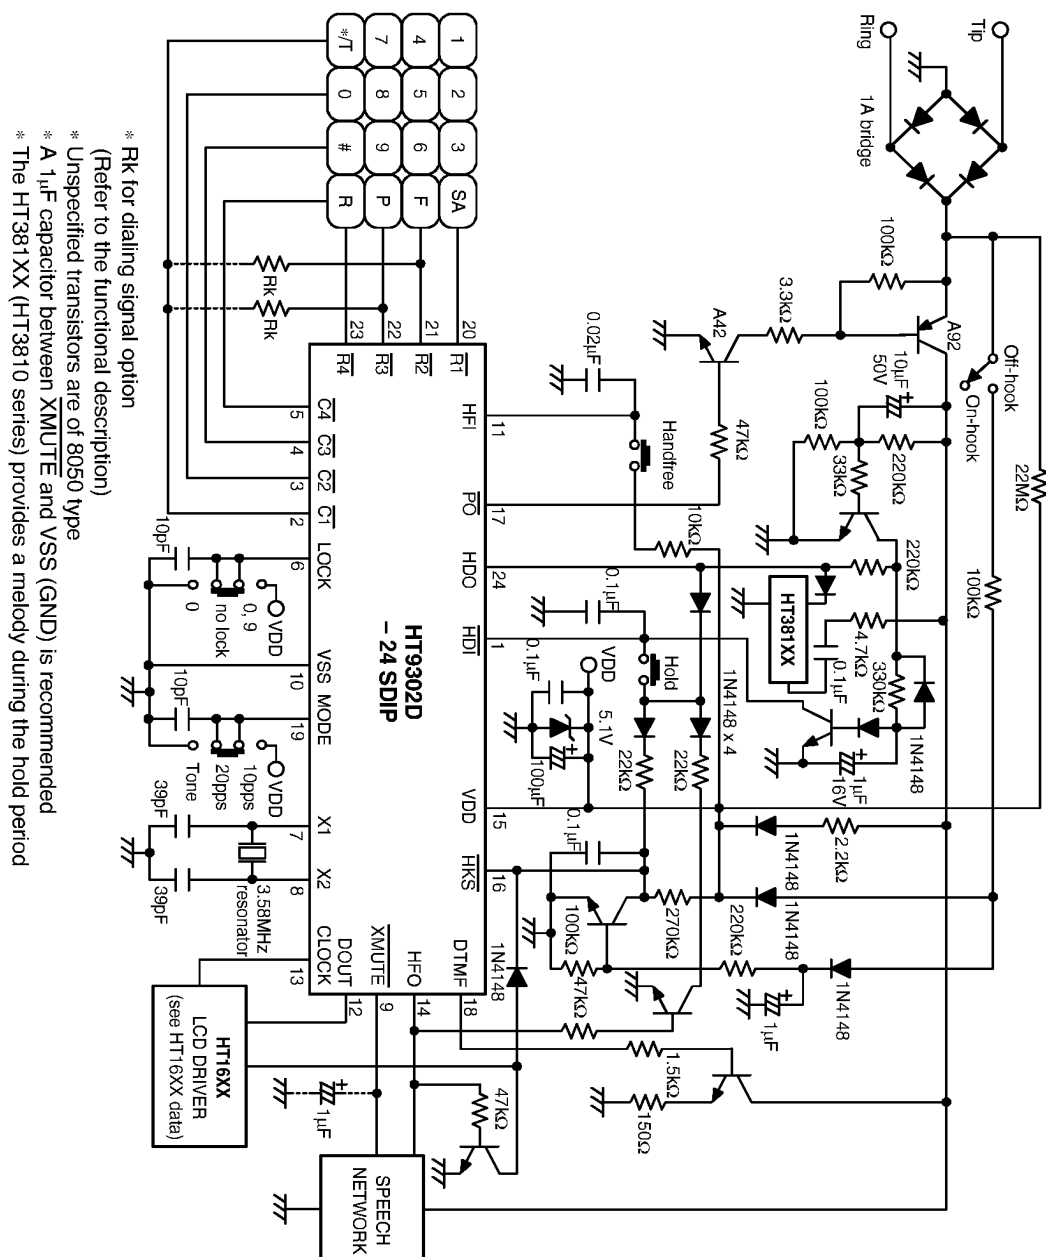 Tip
Ring
1A bridge
100kΩ
3.3kΩ
A42
A92
Off-hook
On-hook
22MΩ
10μF
50V
100kΩ
220kΩ
33kΩ
0.02μF
47kΩ
Handfree
10kΩ
220kΩ
100kΩ
HT381XX
4.7kΩ
0.1μF
330kΩ
1N4148
1μF
16V
0.1μF
Hold
1N4148 x 4
0.1μF
VDD
5.1V
100μF
22kΩ
22kΩ
1N4148
2.2kΩ
0.1μF
1N4148
270kΩ
100kΩ
220kΩ
1N4148
1μF
47kΩ
1.5kΩ
150Ω
1N4148
47kΩ
1 2 3 SA
4 5 6 F
7 8 9 P
*/T 0 # R
Rk
Rk
23 22 21 20
R4 R3 R2 R1
HFI 11
PO 17
HDO 24
HDI 1
VDD 15
HKS 16
DTMF 18
HFO 14
XMUTE 9
DOUT 12
CLOCK 13
C4 5
C3 4
C2 3
C1 2
LOCK 6
VSS 10
MODE 19
X1 7
X2 8
HT9302D
– 24 SDIP
10pF
0
no lock
0, 9
VDD
10pF
Tone
20pps
10pps
VDD
39pF
39pF
3.58MHz
resonator
HT16XX
LCD DRIVER
(see HT16XX data)
1μF
SPEECH
NETWORK
* Rk for dialing signal option
(Refer to the functional description)
* Unspecified transistors are of 8050 type
* A 1μF capacitor between XMUTE and VSS (GND) is recommended
* The HT381XX (HT3810 series) provides a melody during the hold period